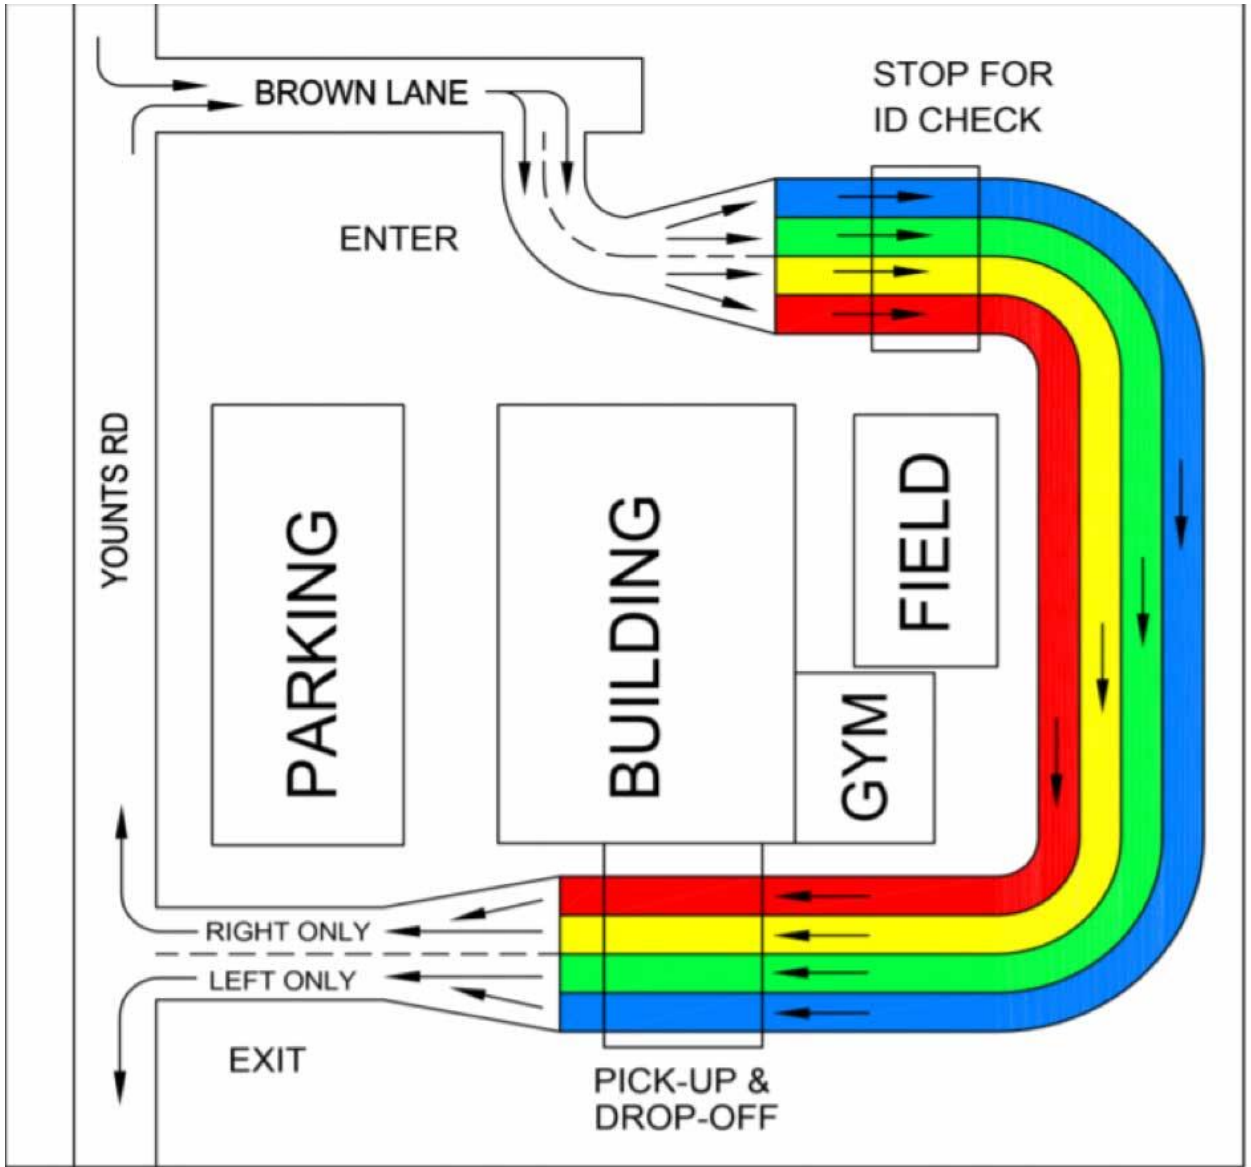 BROWN LANE
STOP FOR
ID CHECK
ENTER
YOUNTS RD
PARKING
BUILDING
FIELD
GYM
RIGHT ONLY
LEFT ONLY
EXIT
PICK-UP &
DROP-OFF